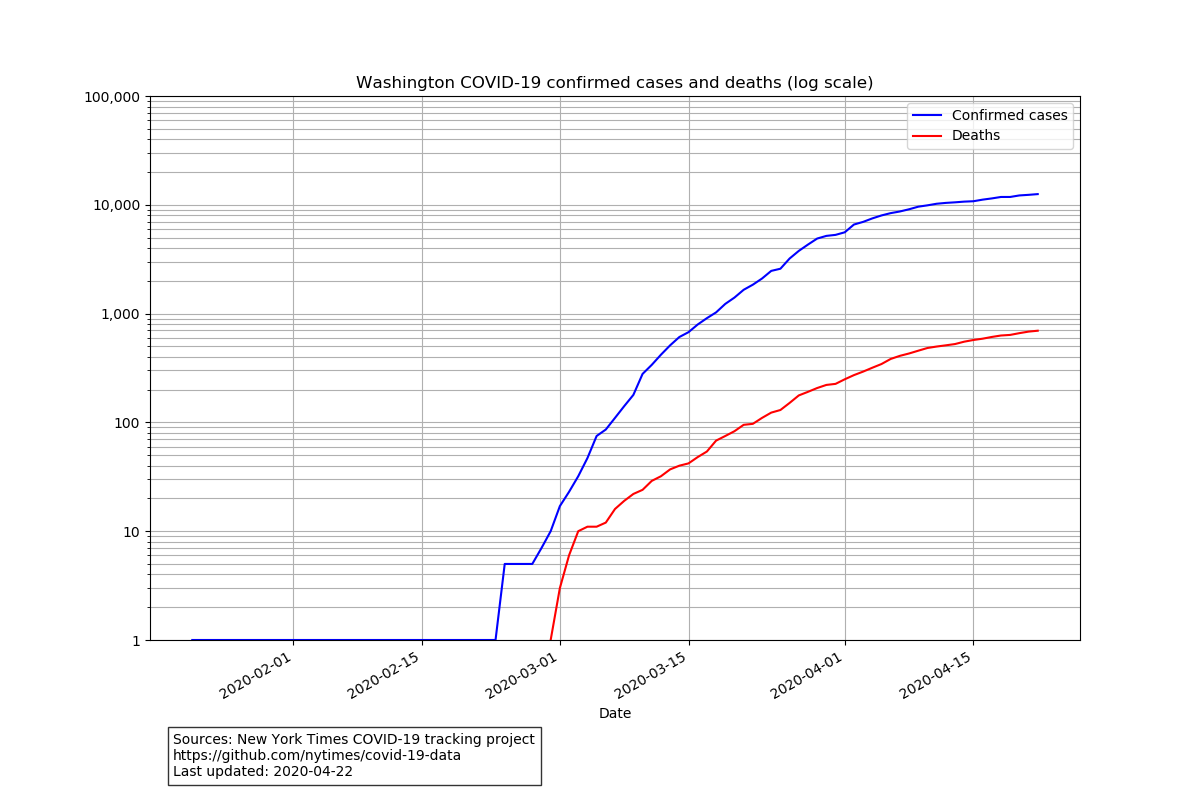 Washington COVID-19 confirmed cases and deaths (log scale)
100,000
10,000
1,000
100
10
1
Confirmed cases
Deaths
2020-02-01
2020-02-15
2020-03-01
2020-03-15
2020-04-01
2020-04-15
Date
Sources: New York Times COVID-19 tracking project
https://github.com/nytimes/covid-19-data
Last updated: 2020-04-22